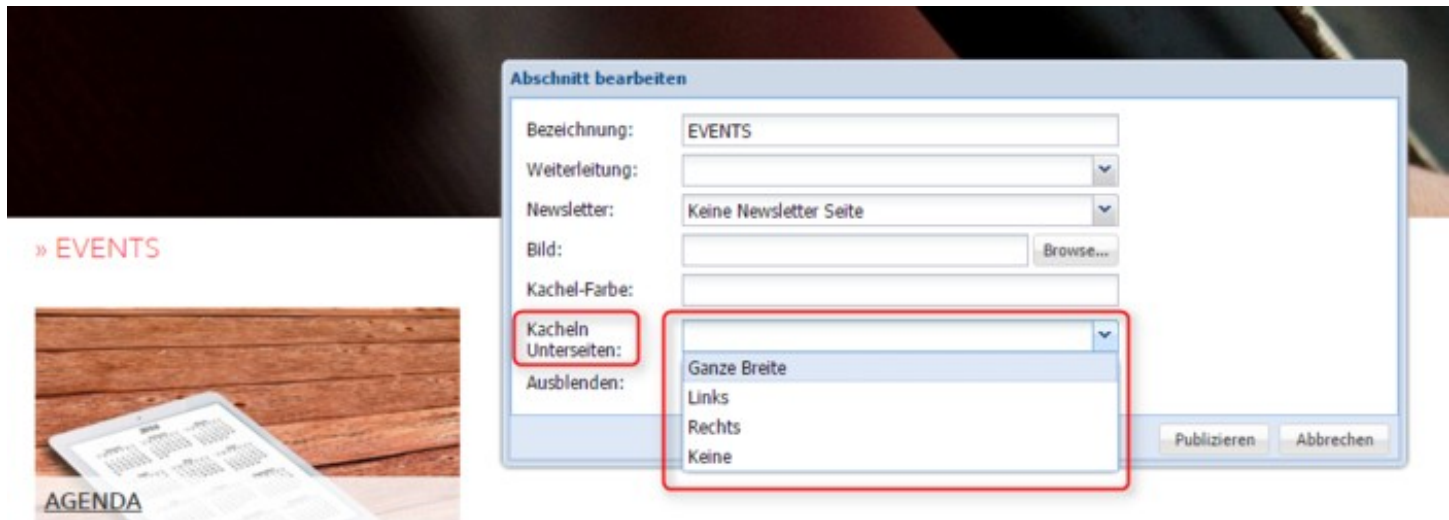 Abschnitt bearbeiten
Bezeichnung: EVENTS
Weiterleitung:
Newsletter: Keine Newsletter Seite
» EVENTS
Bild: Browse...
Kachel-Farbe:
Kacheln
Unterseiten:
Ganze Breite
Ausblenden:
Links
Rechts
Keine
Publizieren Abbrechen
AGENDA